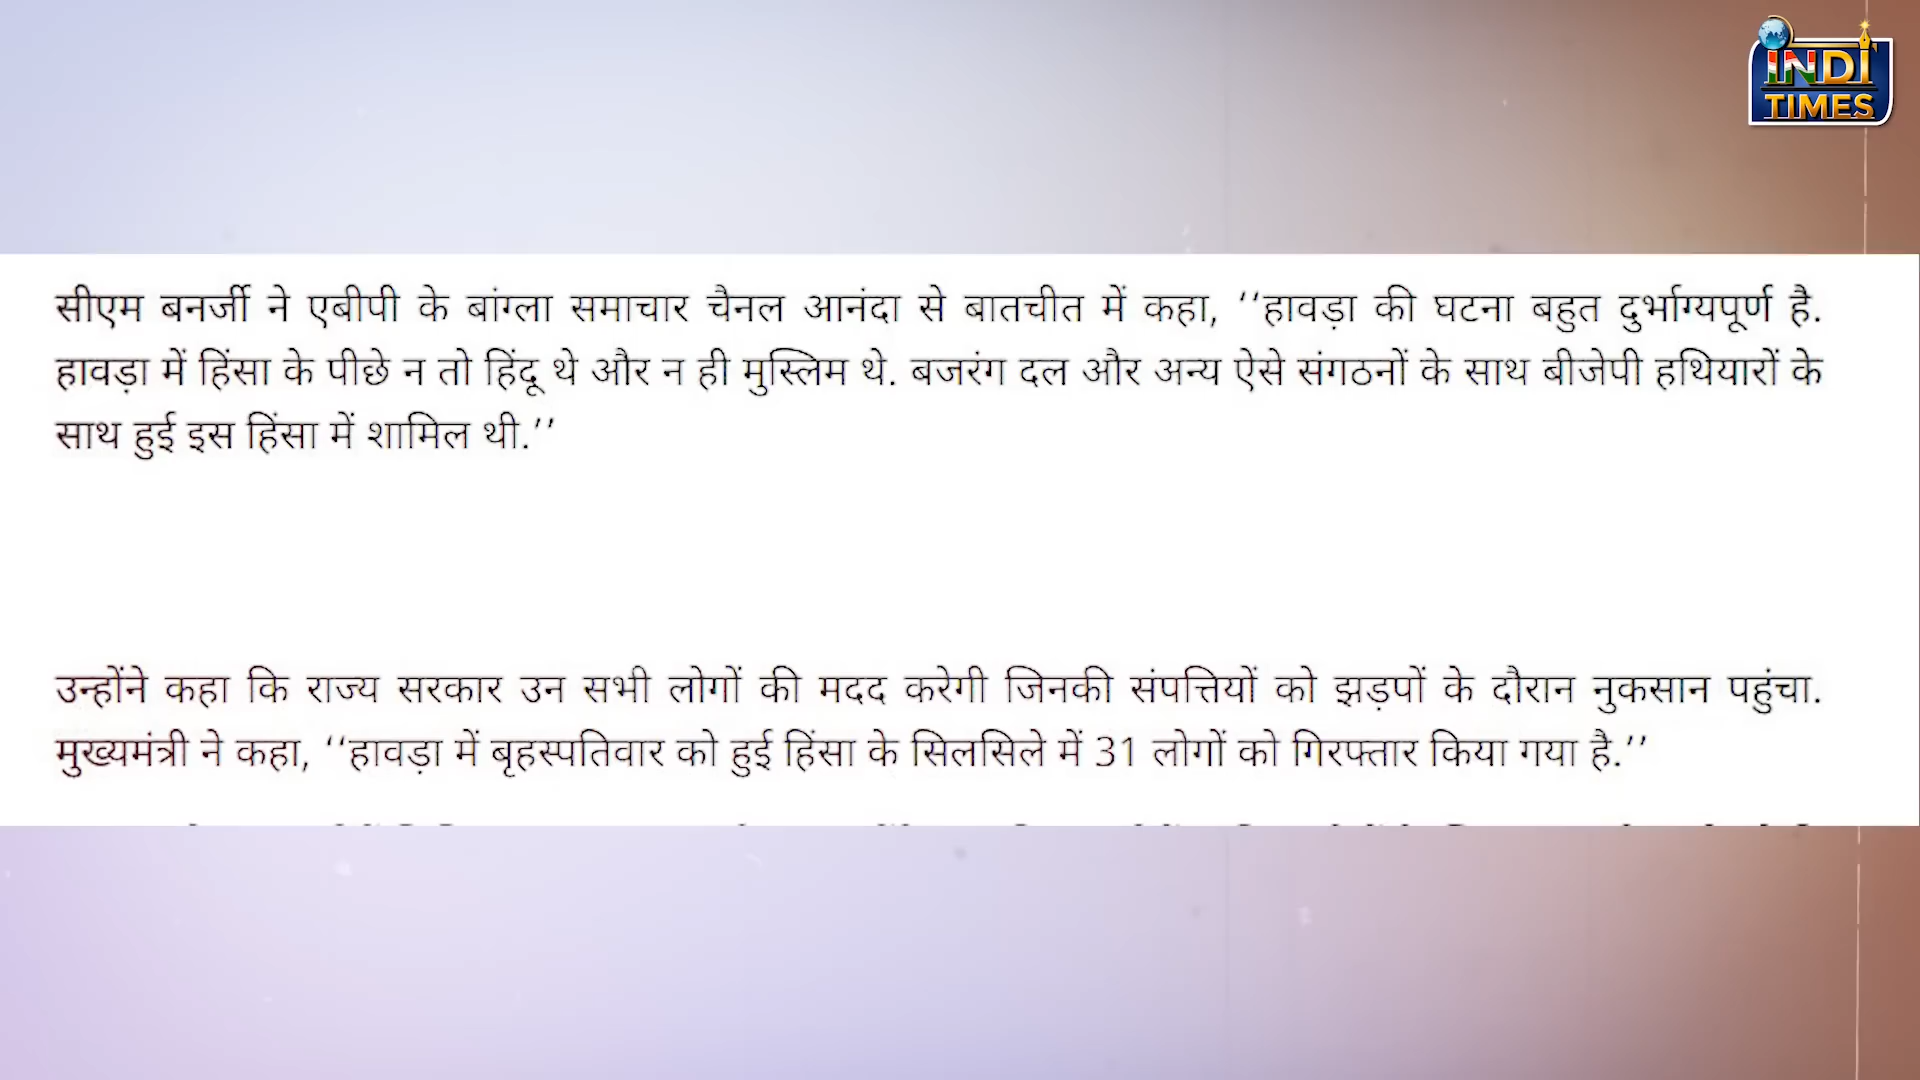 INDI
TIMES
सीएम बनर्जी ने एबीपी के बांग्ला समाचार चैनल आनंदा से बातचीत में कहा, ‘‘हावड़ा की घटना बहुत दुर्भाग्यपूर्ण है.
हावड़ा में हिंसा के पीछे न तो हिंदू थे और न ही मुस्लिम थे. बजरंग दल और अन्य ऐसे संगठनों के साथ बीजेपी हथियारों के
साथ हुई इस हिंसा में शामिल थी.’’
उन्होंने कहा कि राज्य सरकार उन सभी लोगों की मदद करेगी जिनकी संपत्तियों को झड़पों के दौरान नुकसान पहुंचा.
मुख्यमंत्री ने कहा, ‘‘हावड़ा में बृहस्पतिवार को हुई हिंसा के सिलसिले में 31 लोगों को गिरफ्तार किया गया है.’’